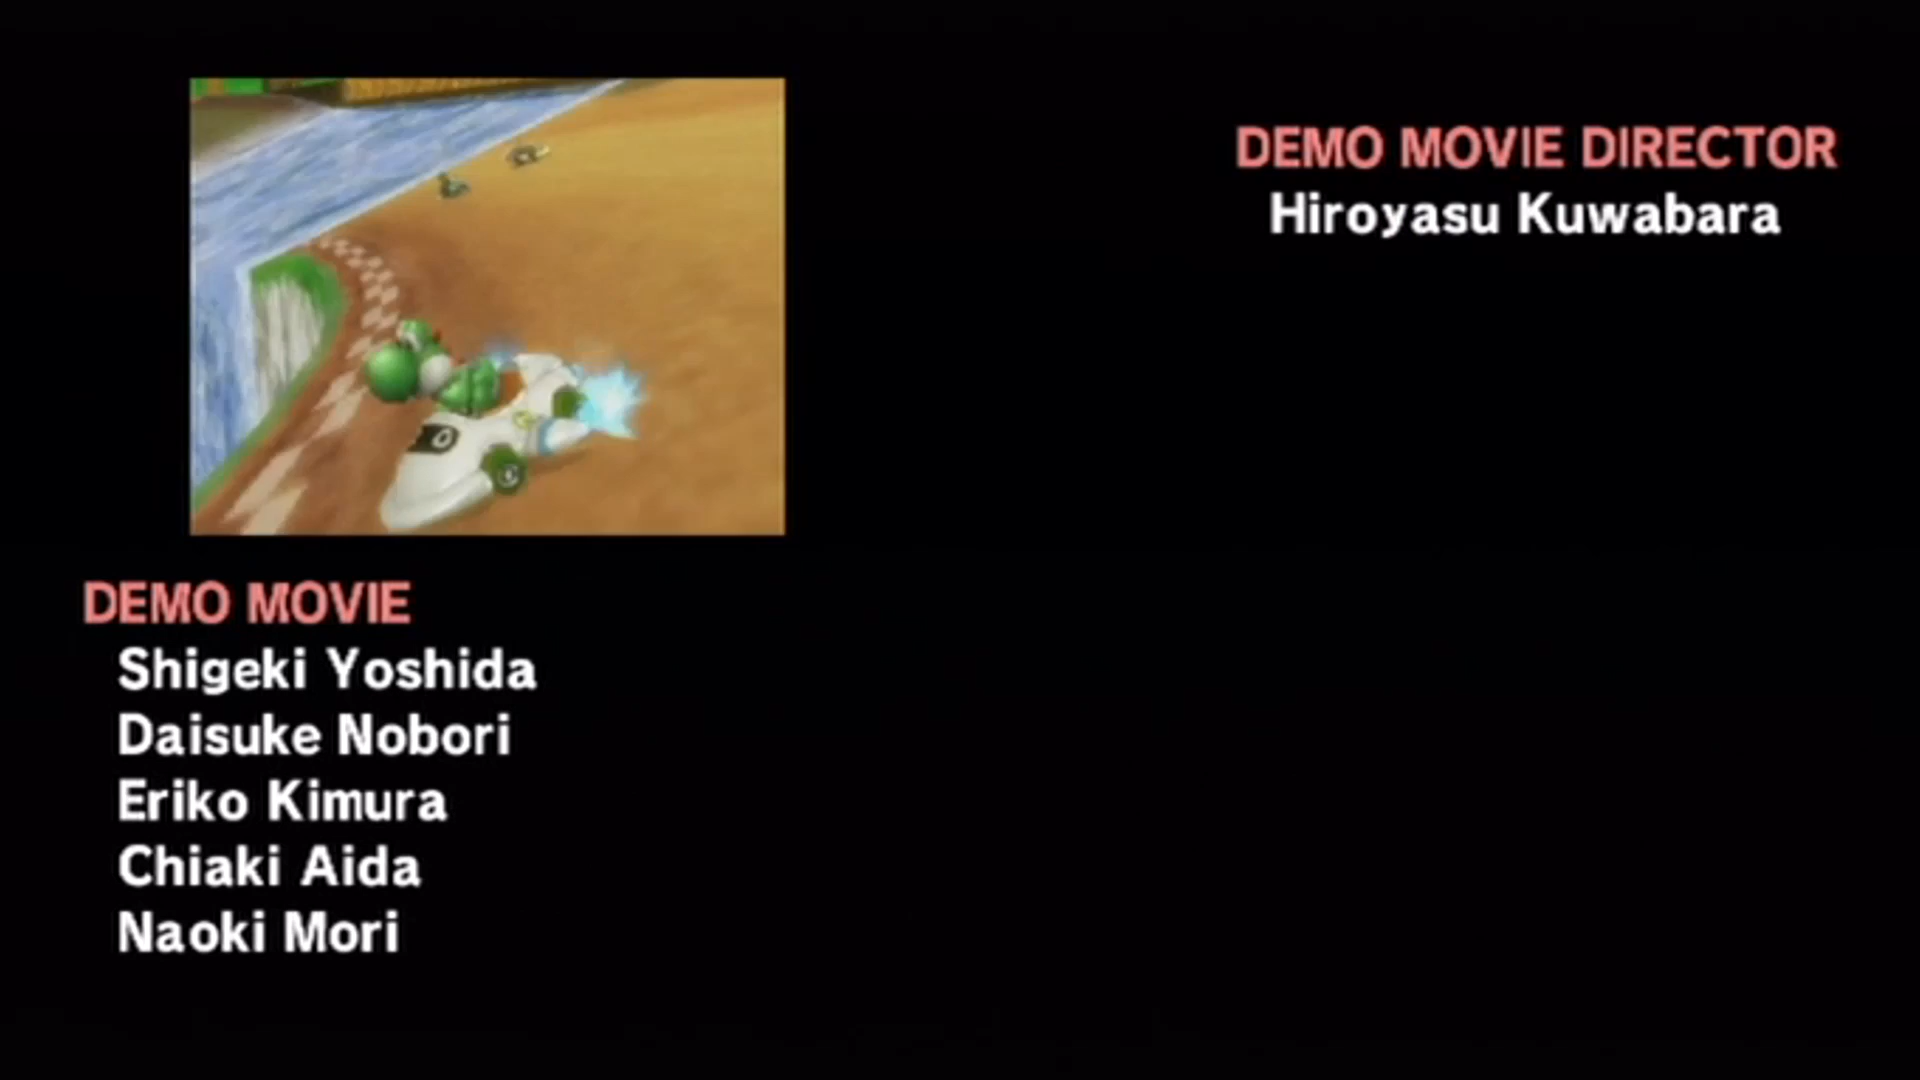 DEMO MOVIE DIRECTOR
Hiroyasu Kuwabara
DEMO MOVIE
Shigeki Yoshida
Daisuke Nobori
Eriko Kimura
Chiaki Aida
Naoki Mori